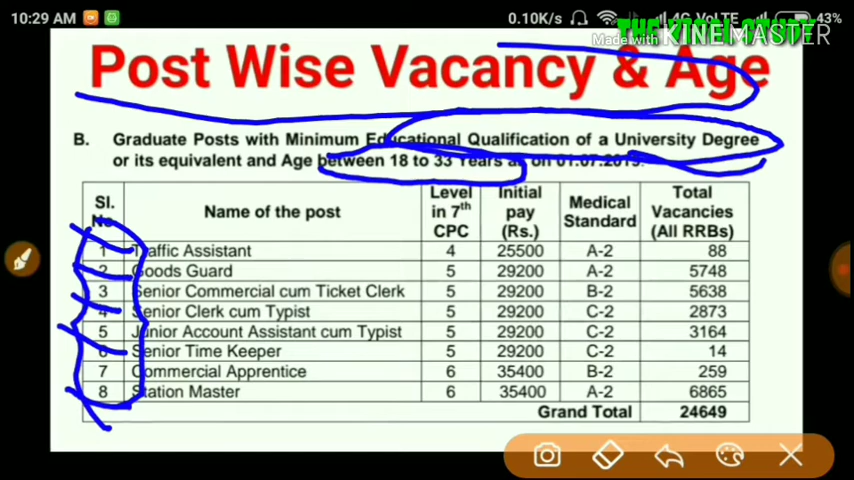 10:29 AM
0.10K/s 4G VoLTE 43%
Made with KINEMASTER
Post Wise Vacancy & Age
B. Graduate Posts with Minimum Educational Qualification of a University Degree
or its equivalent and Age between 18 to 33 Years as on 01.07.2019.
Sl. No. Name of the post Level in 7th CPC Initial pay (Rs.) Medical Standard Total Vacancies (All RRBs)
1 Traffic Assistant 4 25500 A-2 88
2 Goods Guard 5 29200 A-2 5748
3 Senior Commercial cum Ticket Clerk 5 29200 B-2 5638
4 Senior Clerk cum Typist 5 29200 C-2 2873
5 Junior Account Assistant cum Typist 5 29200 C-2 3164
6 Senior Time Keeper 5 29200 C-2 14
7 Commercial Apprentice 6 35400 B-2 259
8 Station Master 6 35400 A-2 6865
Grand Total 24649